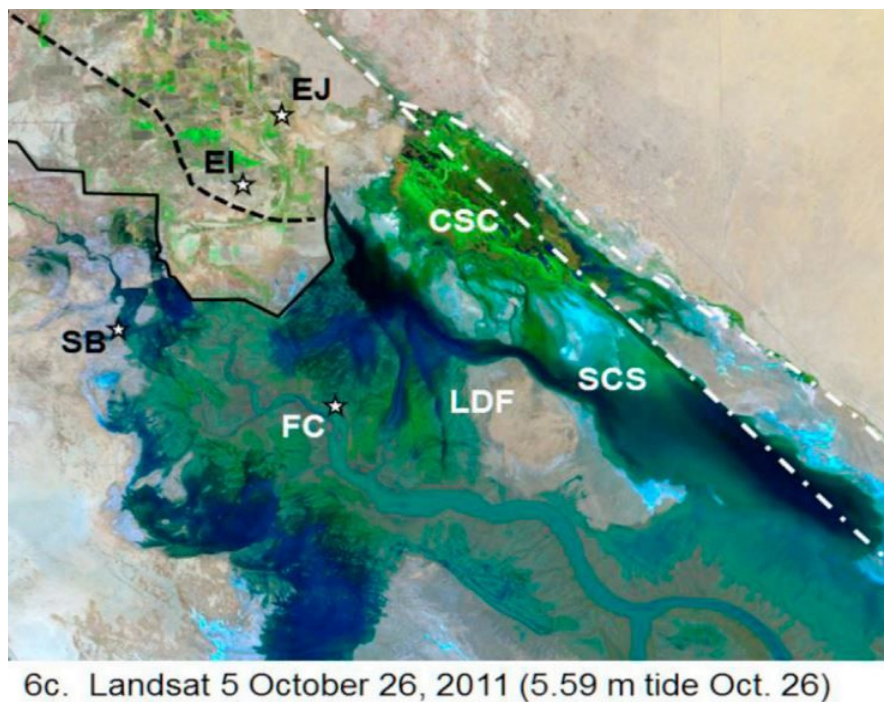 EJ
EI
CSC
SB
SCS
FC
LDF
6c. Landsat 5 October 26, 2011 (5.59 m tide Oct. 26)